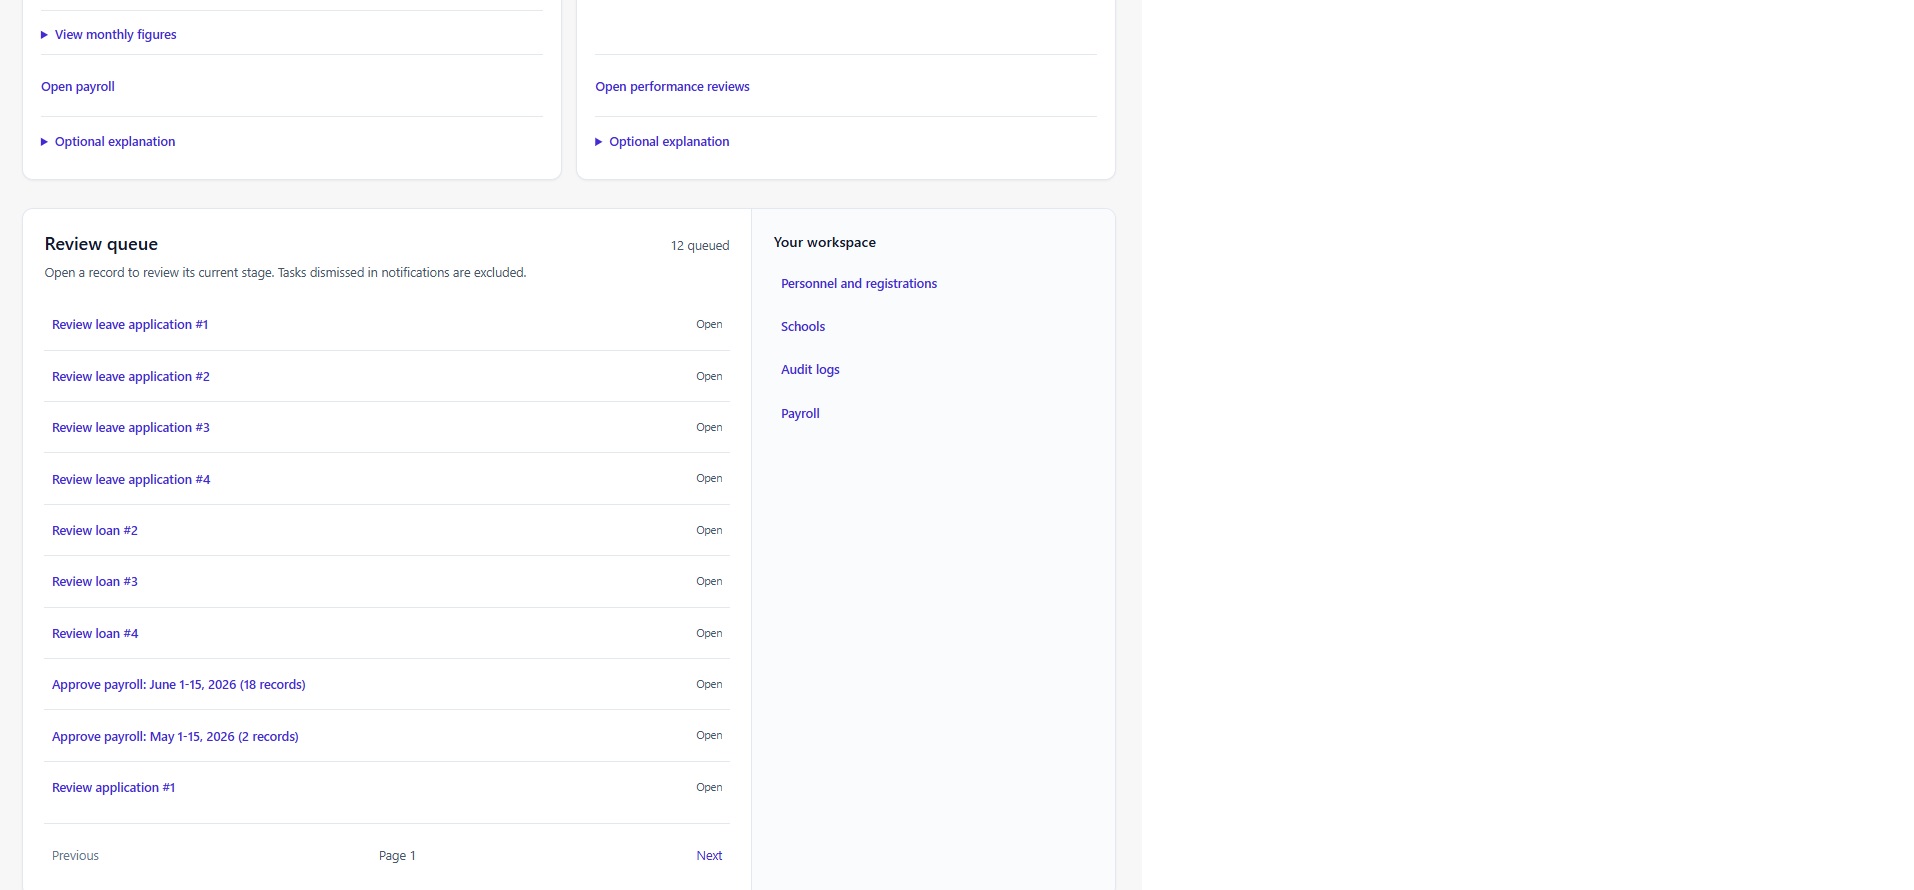 View monthly figures
Open payroll
Open performance reviews
Optional explanation
Optional explanation
Review queue
12 queued
Open a record to review its current stage. Tasks dismissed in notifications are excluded.
Review leave application #1 Open
Review leave application #2 Open
Review leave application #3 Open
Review leave application #4 Open
Review loan #2 Open
Review loan #3 Open
Review loan #4 Open
Approve payroll: June 1-15, 2026 (18 records) Open
Approve payroll: May 1-15, 2026 (2 records) Open
Review application #1 Open
Previous Page 1 Next
Your workspace
Personnel and registrations
Schools
Audit logs
Payroll